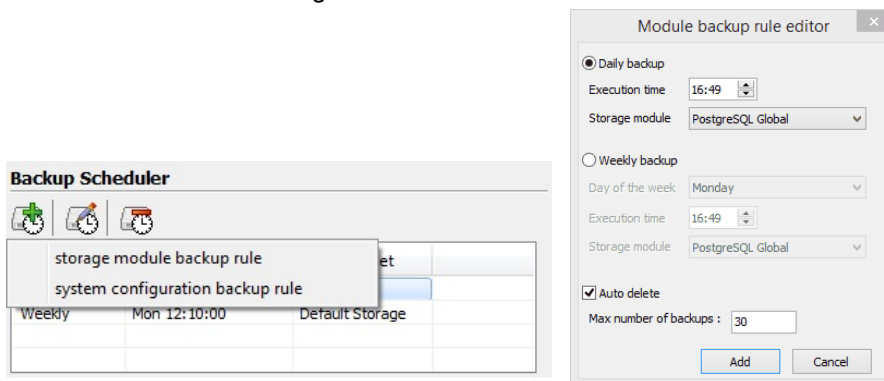 Backup Scheduler
storage module backup rule
et
system configuration backup rule
Weekly Mon 12:10:00 Default Storage
Module backup rule editor
Daily backup
Execution time 16:49
Storage module PostgreSQL Global
Weekly backup
Day of the week Monday
Execution time 16:49
Storage module PostgreSQL Global
Auto delete
Max number of backups : 30
Add Cancel